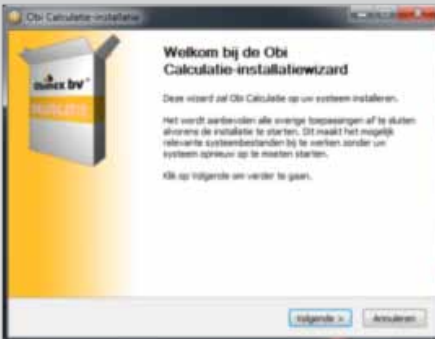 Obi Calculatie-installatie
bv
Welkom bij de Obi
Calculatie-installatiewizard
Deze wizard zal Obi Calculatie op uw systeem installeren.
Het wordt aanbevolen alle overige toepassingen af te sluiten
alvorens de installatie te starten. Dit maakt het mogelijk
relevante systeembestanden bij te werken zonder uw
systeem opnieuw op te moeten starten.
Klik op Volgende om verder te gaan.
Volgende >
Annuleren